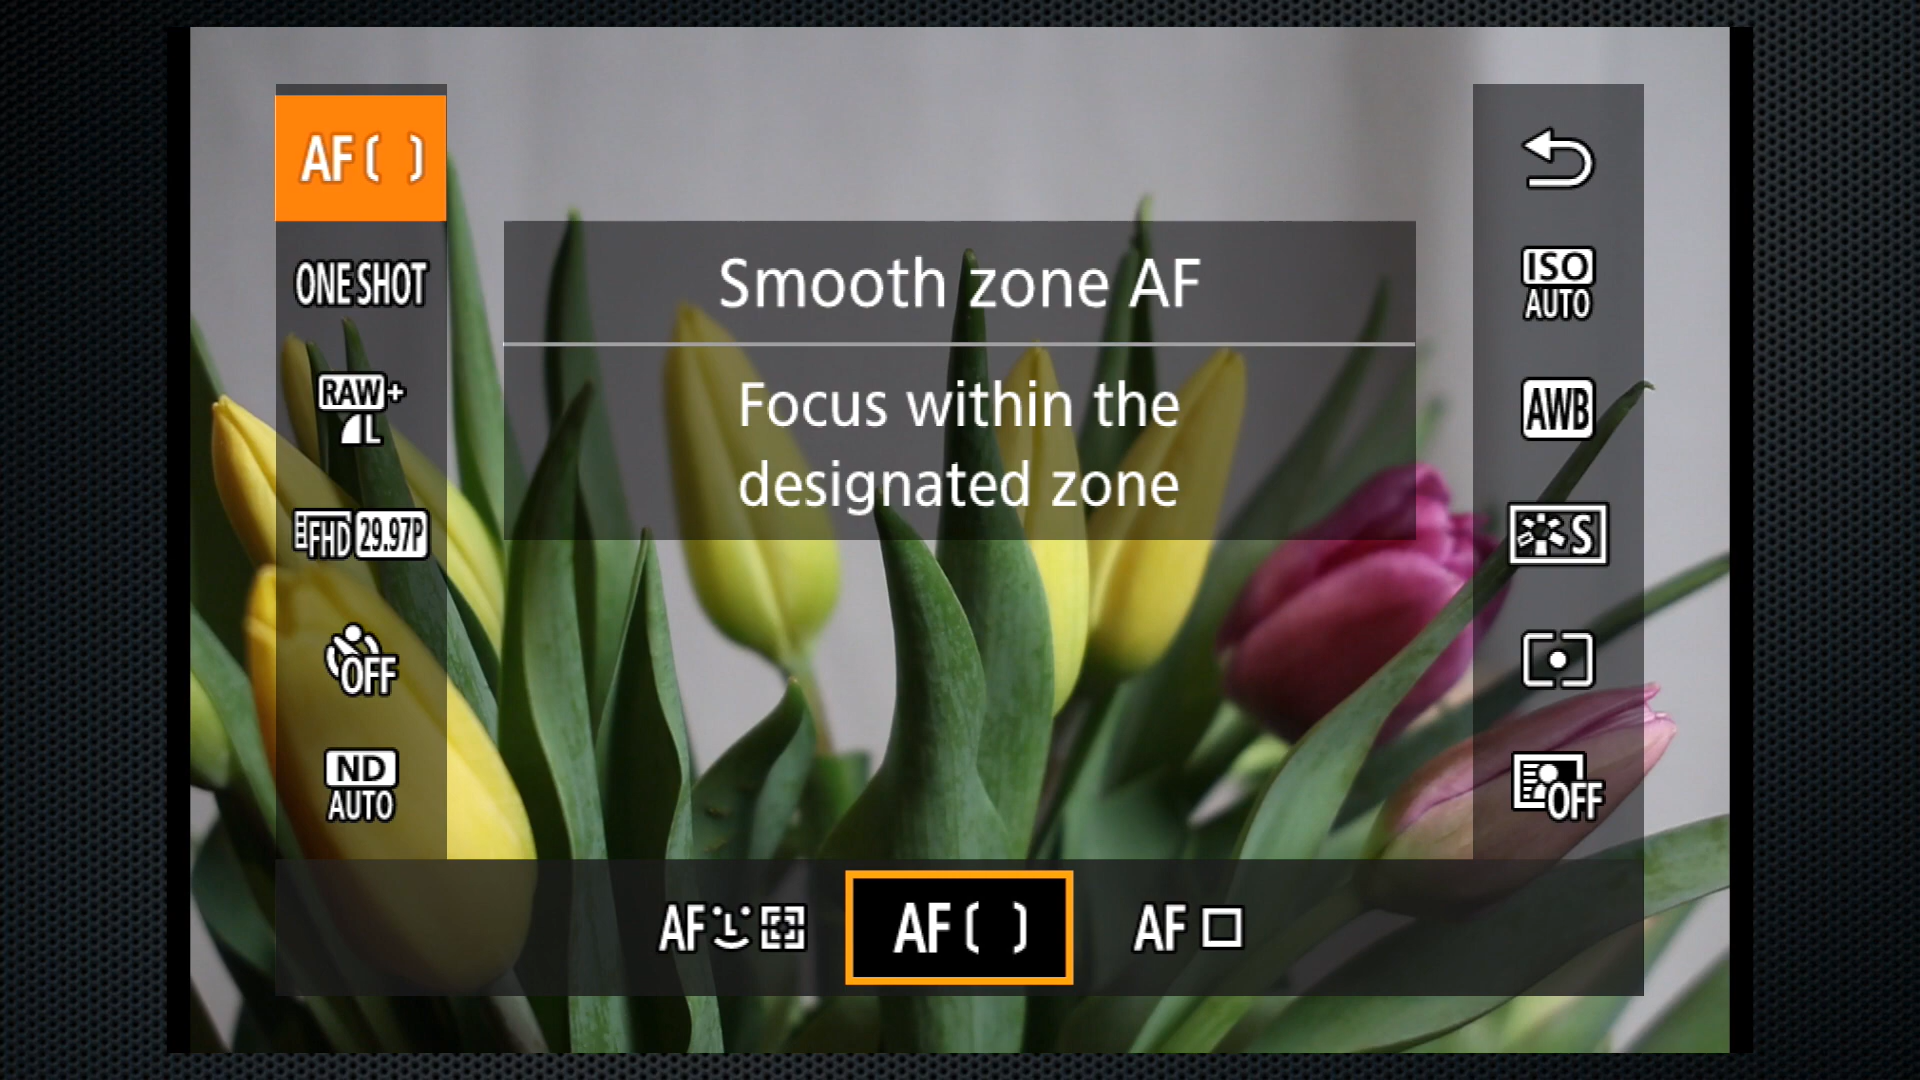 AF ( )
ONE SHOT
RAW+
L
FHD 29.97P
OFF
ND
AUTO
Smooth zone AF
Focus within the
designated zone
ISO
AUTO
AWB
S
OFF
AF
AF ( )
AF